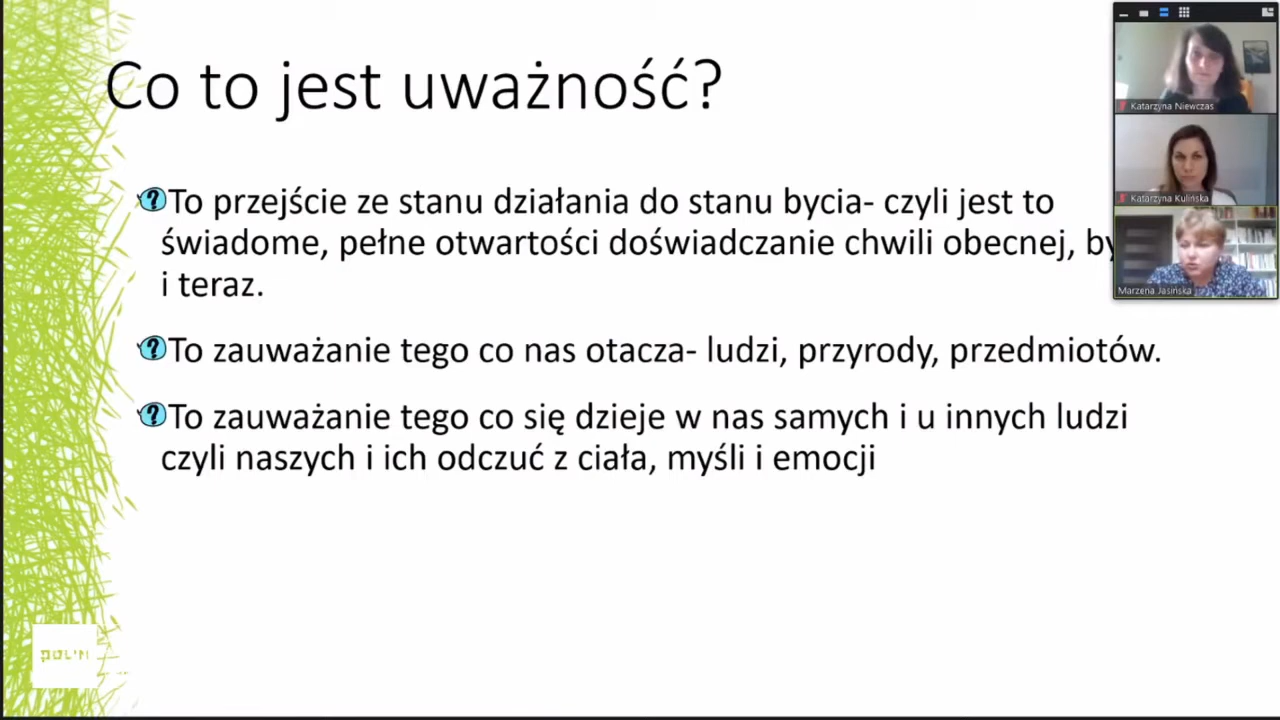 Co to jest uważność?
To przejście ze stanu działania do stanu bycia- czyli jest to
świadome, pełne otwartości doświadczanie chwili obecnej,
i teraz.
To zauważanie tego co nas otacza- ludzi, przyrody, przedmiotów.
To zauważanie tego co się dzieje w nas samych i u innych ludzi
czyli naszych i ich odczuć z ciała, myśli i emocji
Katarzyna Niewczas
Katarzyna Kulińska
Marzena Jasińska
POLIN